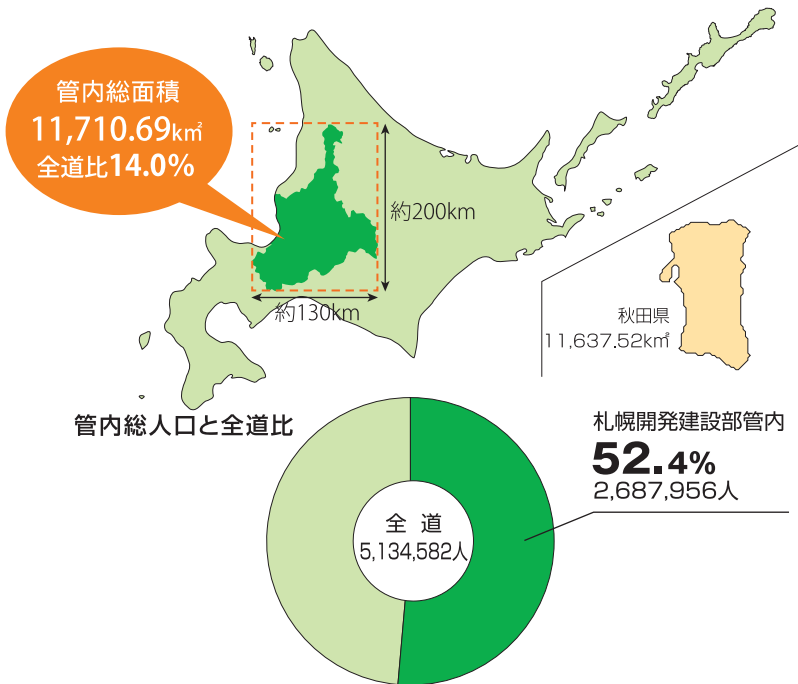 管内総面積
11,710.69k㎡
全道比14.0%
約200km
約130km
秋田県
11,637.52k㎡
管内総人口と全道比
札幌開発建設部管内
52.4%
2,687,956人
全 道
5,134,582人